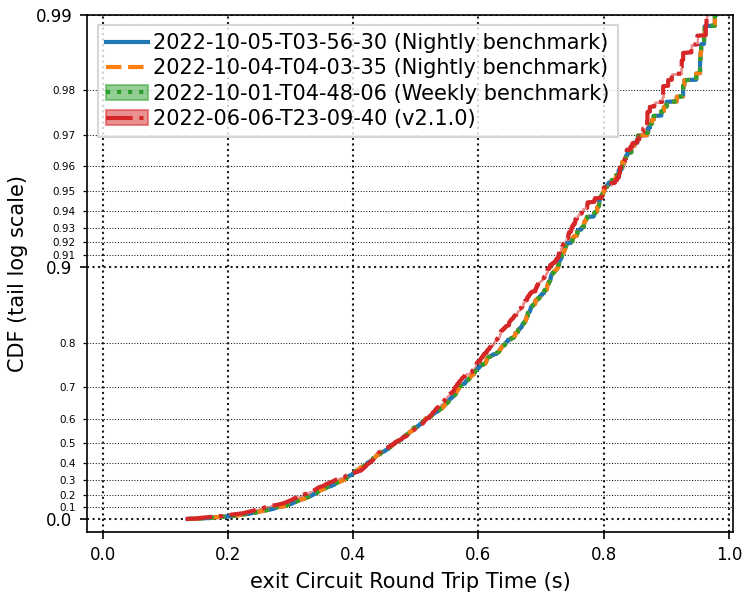 0.99
2022-10-05-T03-56-30 (Nightly benchmark)
2022-10-04-T04-03-35 (Nightly benchmark)
2022-10-01-T04-48-06 (Weekly benchmark)
2022-06-06-T23-09-40 (v2.1.0)
0.98
0.97
0.96
0.95
0.94
0.93
0.92
0.91
0.9
0.8
0.7
0.6
0.5
0.4
0.3
0.2
0.1
0.0
CDF (tail log scale)
0.0 0.2 0.4 0.6 0.8 1.0
exit Circuit Round Trip Time (s)